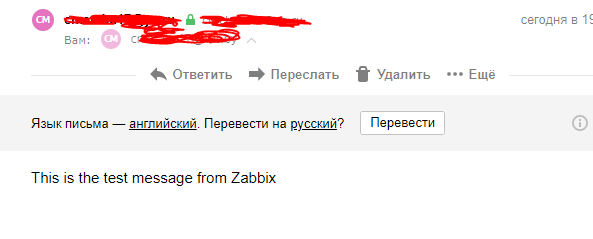 СМ сегодня в 19
Вам: СМ
Ответить Переслать Удалить Ещё
Язык письма — английский. Перевести на русский? Перевести
This is the test message from Zabbix